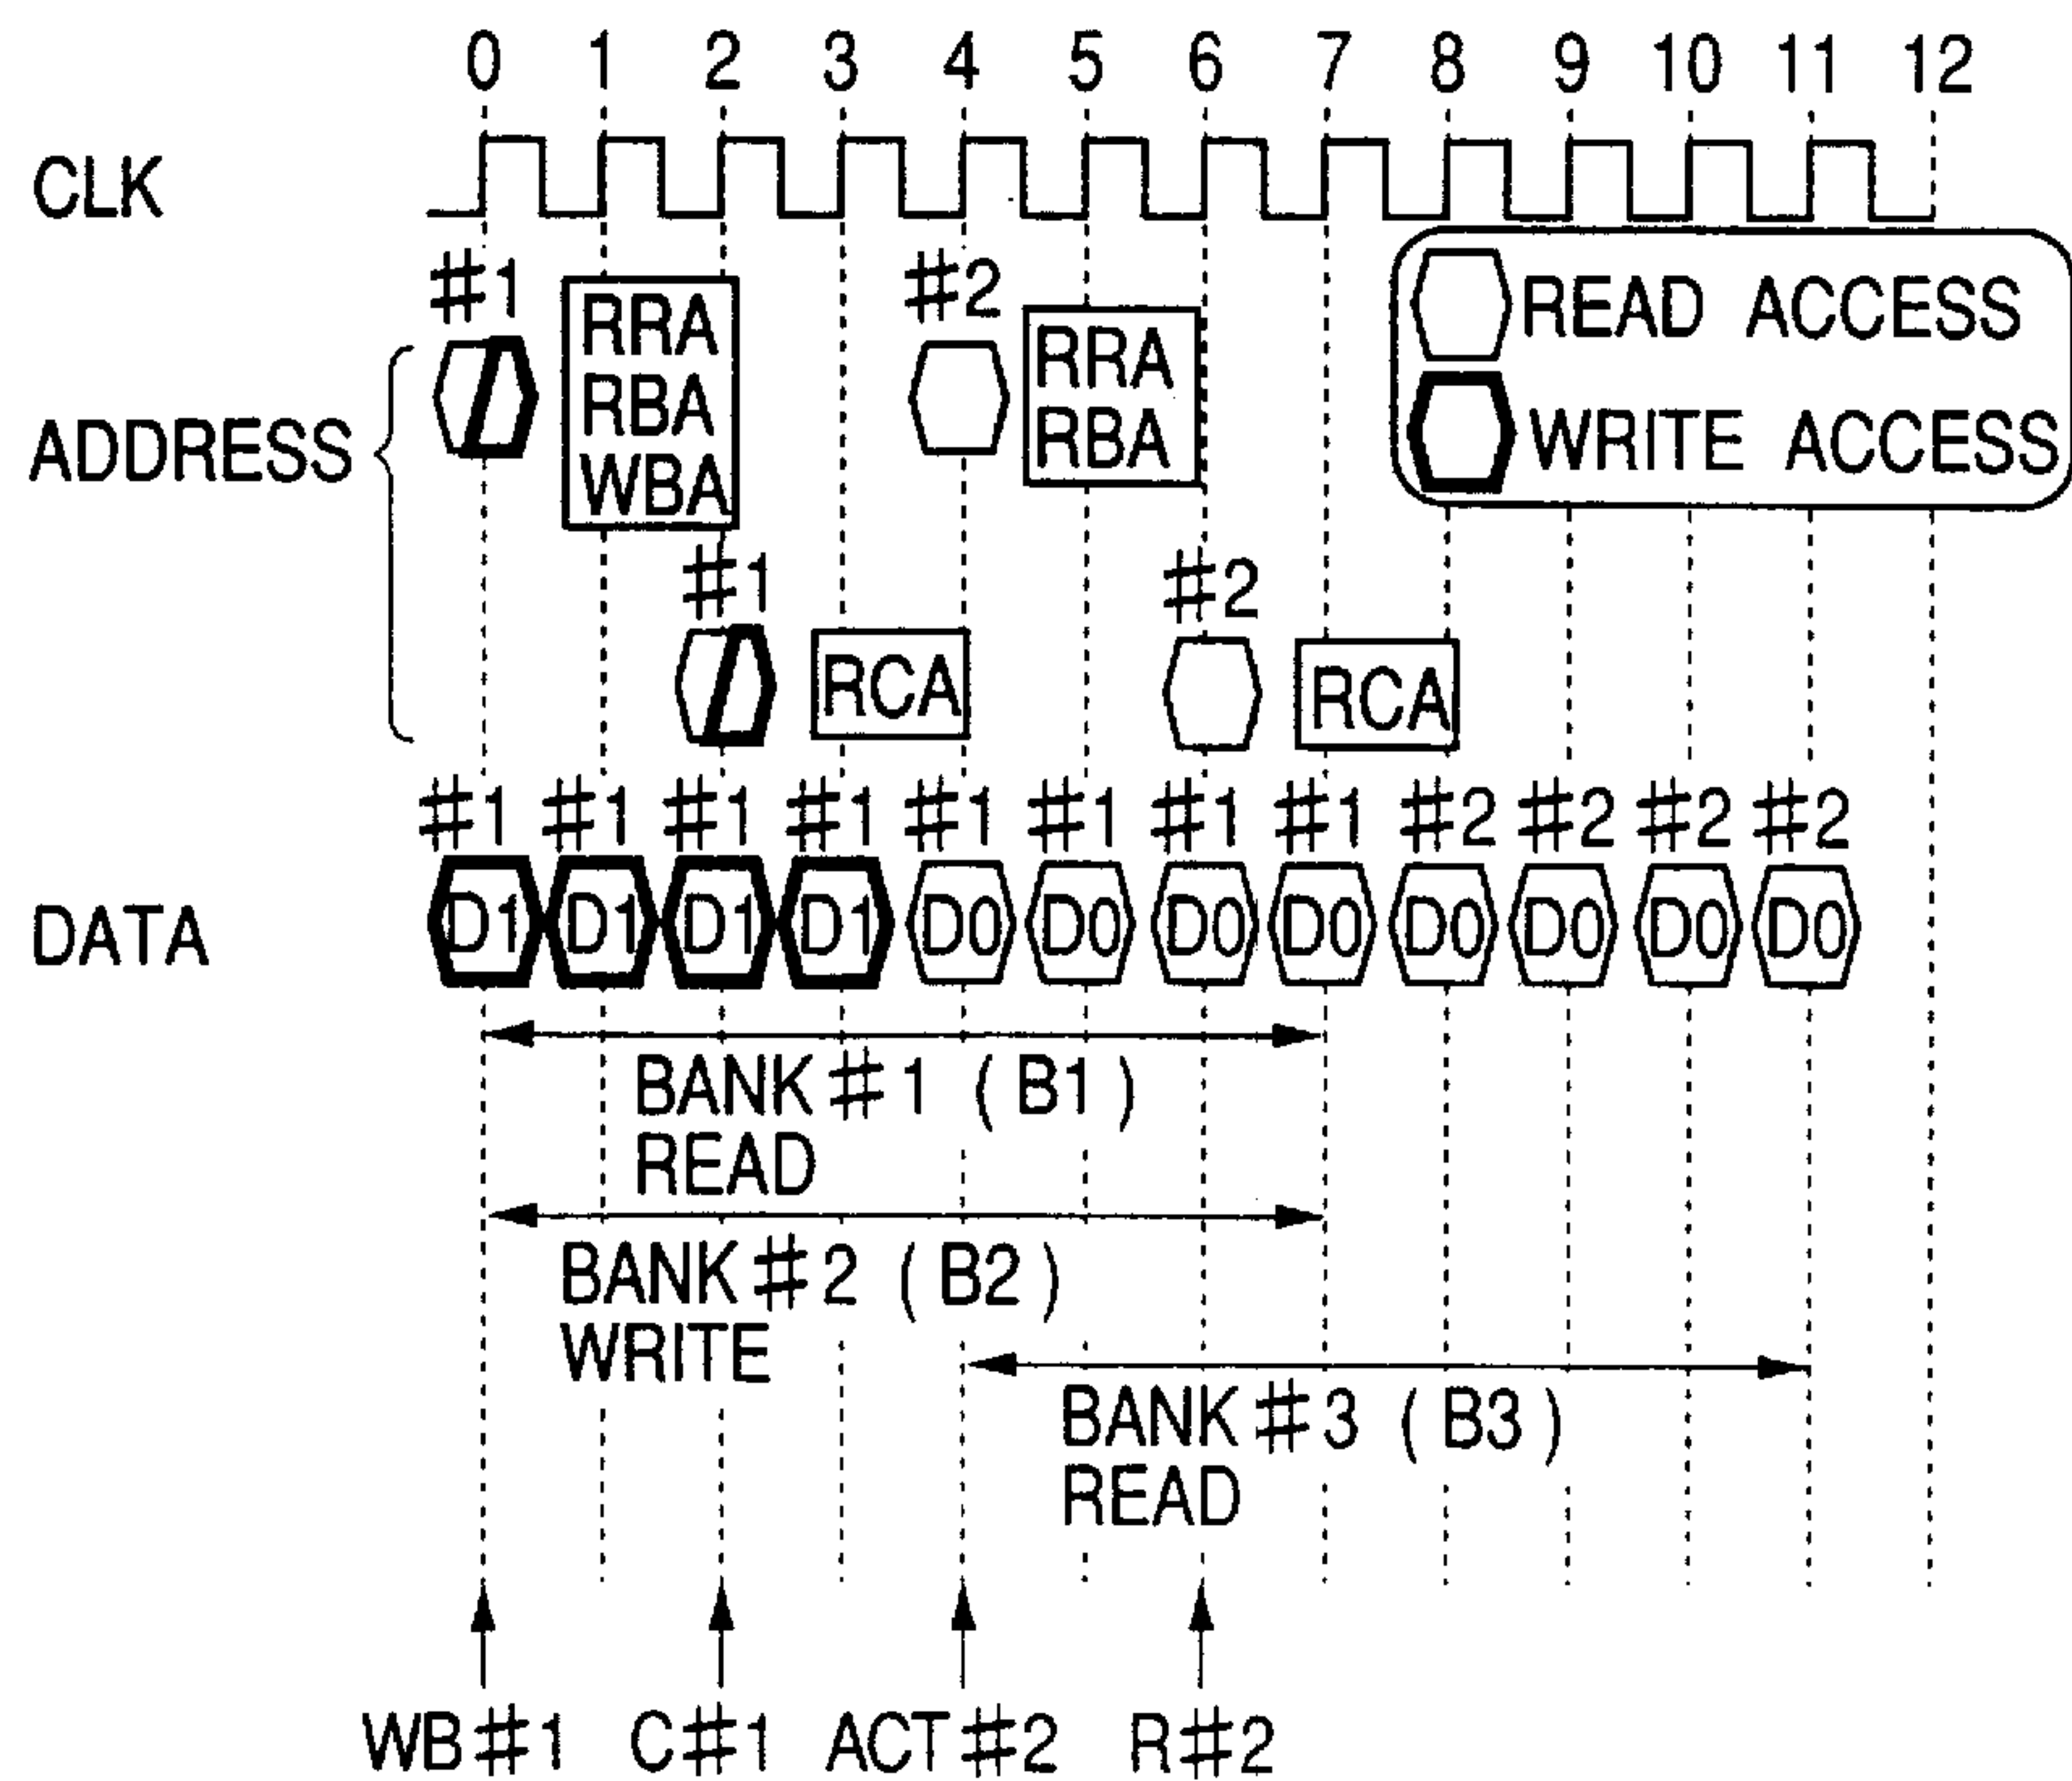 0 1 2 3 4 5 6 7 8 9 10 11 12
CLK
#1 #2
RRA
RBA
WBA
RRA
RBA
READ ACCESS
WRITE ACCESS
ADDRESS
#1 #2
RCA RCA
#1 #1 #1 #1 #1 #1 #1 #1 #2 #2 #2 #2
DATA D1 D1 D1 D1 D0 D0 D0 D0 D0 D0 D0 D0
BANK #1 (B1)
READ
BANK #2 (B2)
WRITE
BANK #3 (B3)
READ
WB#1 C#1 ACT#2 R#2